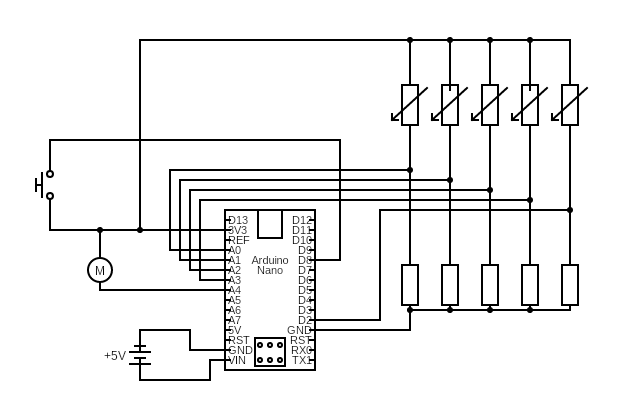 D13
3V3
REF
A0
A1
A2
A3
A4
A5
A6
A7
5V
RST
GND
VIN
Arduino
Nano
D12
D11
D10
D9
D8
D7
D6
D5
D4
D3
D2
GND
RST
RX0
TX1
M
+5V